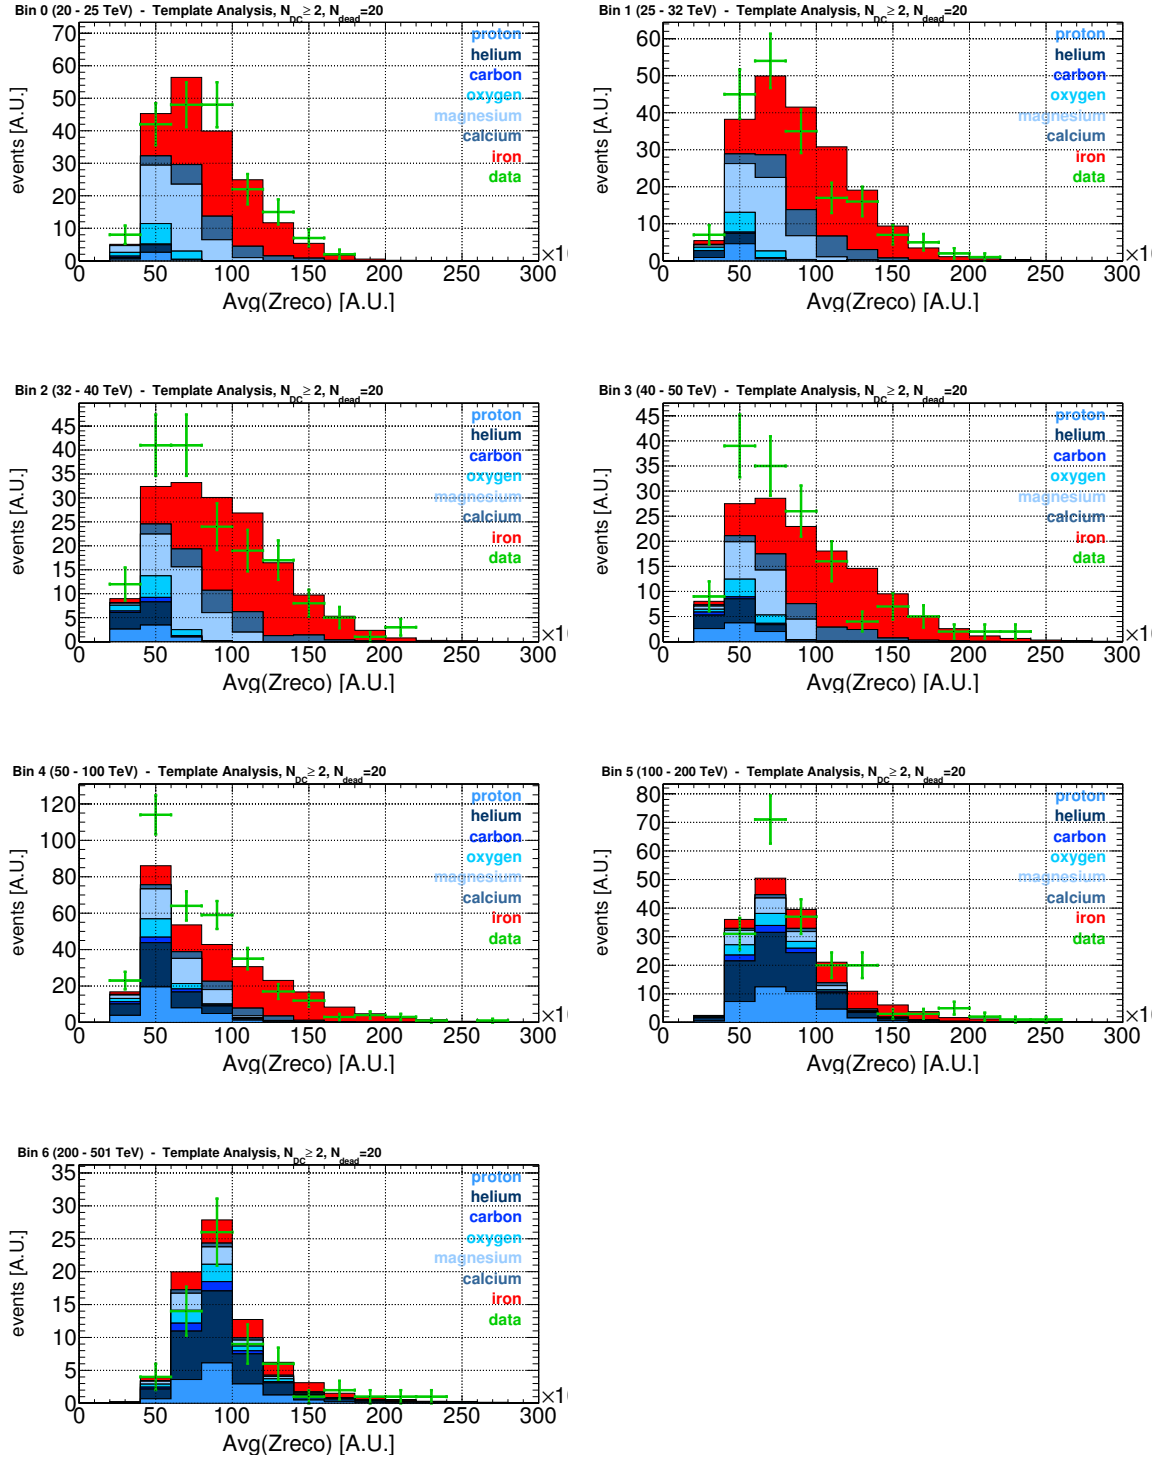 Bin 0 (20 - 25 TeV) - Template Analysis, N_DC ≥ 2, N_dead=20
events [A.U.]
70
60
50
40
30
20
10
0
proton
helium
carbon
oxygen
magnesium
calcium
iron
data
0 50 100 150 200 250 300
Avg(Zreco) [A.U.]
Bin 1 (25 - 32 TeV) - Template Analysis, N_DC ≥ 2, N_dead=20
events [A.U.]
60
50
40
30
20
10
0
proton
helium
carbon
oxygen
magnesium
calcium
iron
data
0 50 100 150 200 250 300
Avg(Zreco) [A.U.]
Bin 2 (32 - 40 TeV) - Template Analysis, N_DC ≥ 2, N_dead=20
events [A.U.]
45
40
35
30
25
20
15
10
5
0
proton
helium
carbon
oxygen
magnesium
calcium
iron
data
0 50 100 150 200 250 300
Avg(Zreco) [A.U.]
Bin 3 (40 - 50 TeV) - Template Analysis, N_DC ≥ 2, N_dead=20
events [A.U.]
45
40
35
30
25
20
15
10
5
0
proton
helium
carbon
oxygen
magnesium
calcium
iron
data
0 50 100 150 200 250 300
Avg(Zreco) [A.U.]
Bin 4 (50 - 100 TeV) - Template Analysis, N_DC ≥ 2, N_dead=20
events [A.U.]
120
100
80
60
40
20
0
proton
helium
carbon
oxygen
magnesium
calcium
iron
data
0 50 100 150 200 250 300
Avg(Zreco) [A.U.]
Bin 5 (100 - 200 TeV) - Template Analysis, N_DC ≥ 2, N_dead=20
events [A.U.]
80
70
60
50
40
30
20
10
0
proton
helium
carbon
oxygen
magnesium
calcium
iron
data
0 50 100 150 200 250 300
Avg(Zreco) [A.U.]
Bin 6 (200 - 501 TeV) - Template Analysis, N_DC ≥ 2, N_dead=20
events [A.U.]
35
30
25
20
15
10
5
0
proton
helium
carbon
oxygen
magnesium
calcium
iron
data
0 50 100 150 200 250 300
Avg(Zreco) [A.U.]